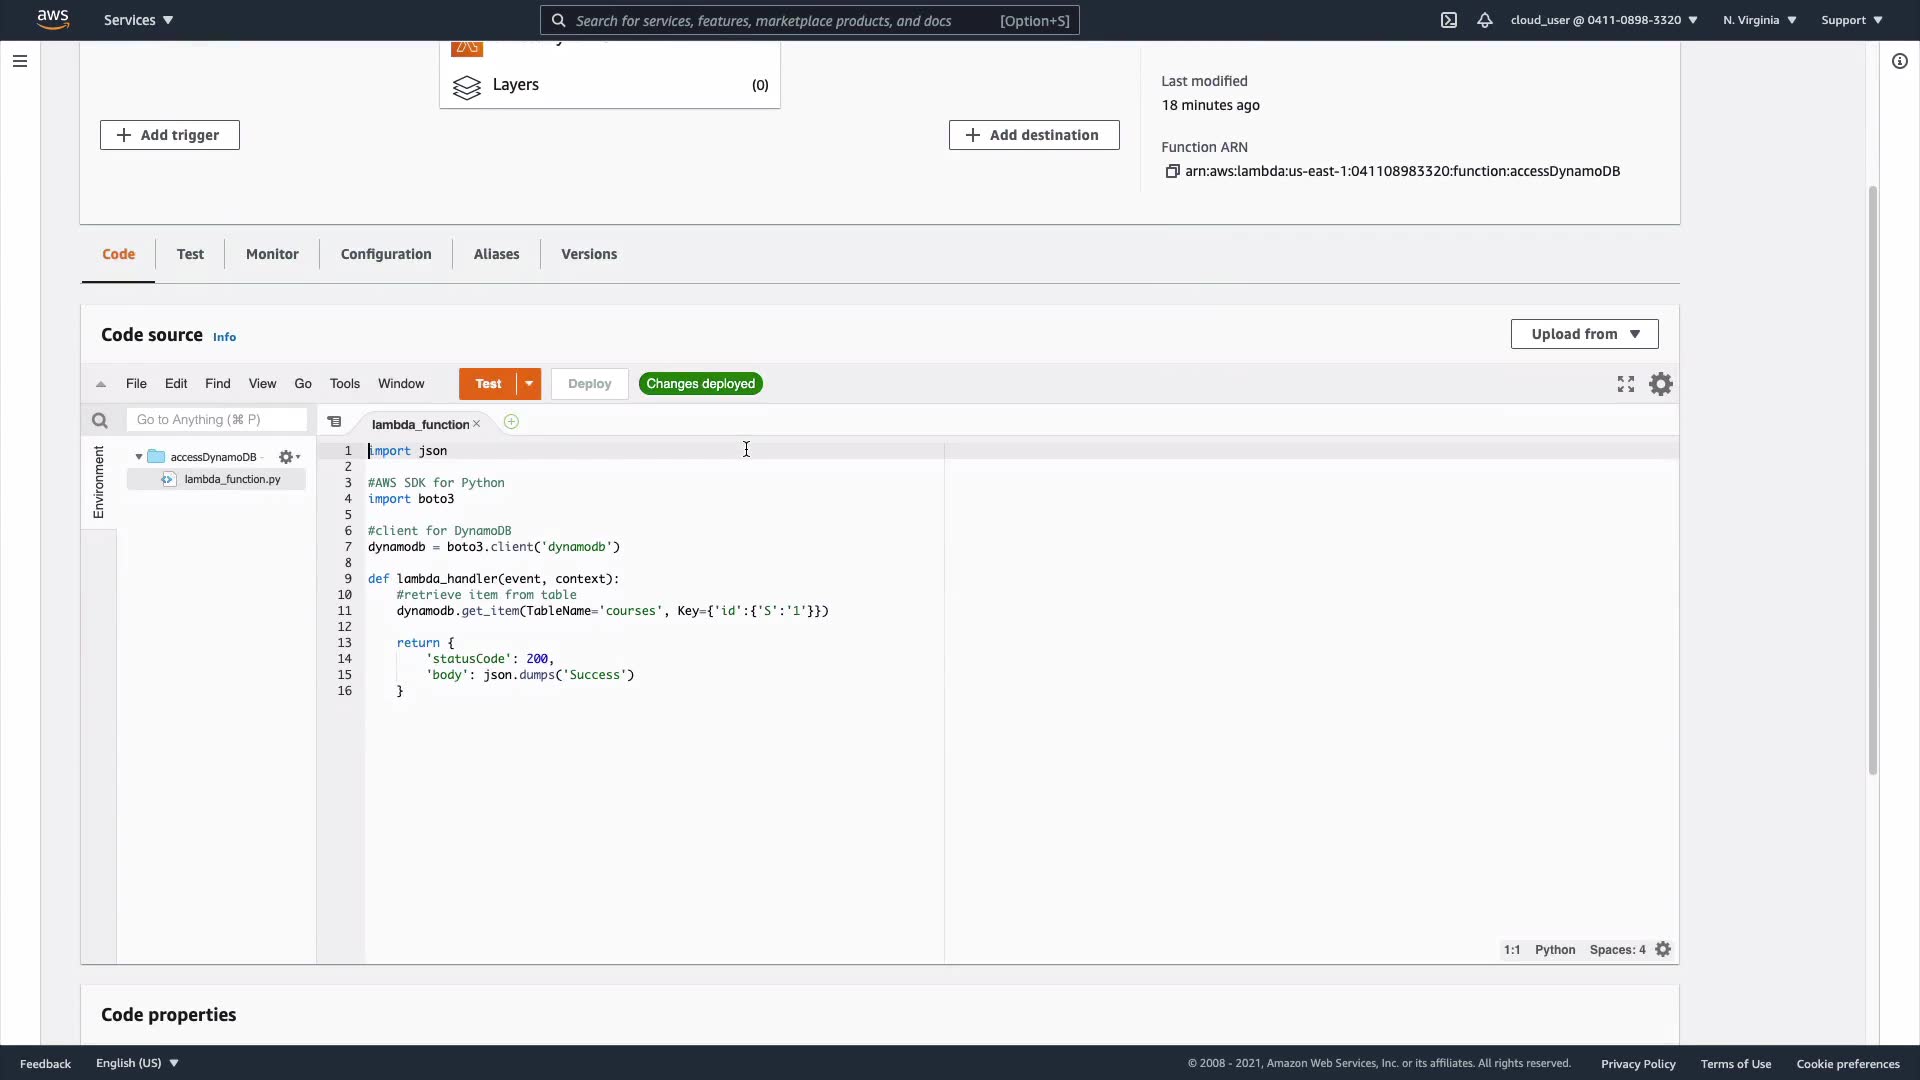 aws Services Search for services, features, marketplace products, and docs [Option+S] cloud_user @ 0411-0898-3320 N. Virginia Support
Layers (0)
Last modified
18 minutes ago
Add trigger
Add destination
Function ARN
arn:aws:lambda:us-east-1:041108983320:function:accessDynamoDB
Code Test Monitor Configuration Aliases Versions
Code source Info
Upload from
File Edit Find View Go Tools Window Test Deploy Changes deployed
Go to Anything (⌘ P)
lambda_function ×
Environment
accessDynamoDB -
lambda_function.py
1 import json
2
3 #AWS SDK for Python
4 import boto3
5
6 #client for DynamoDB
7 dynamodb = boto3.client('dynamodb')
8
9 def lambda_handler(event, context):
10     #retrieve item from table
11     dynamodb.get_item(TableName='courses', Key={'id':{'S':'1'}})
12
13     return {
14         'statusCode': 200,
15         'body': json.dumps('Success')
16     }
1:1 Python Spaces: 4
Code properties
Feedback English (US) © 2008 - 2021, Amazon Web Services, Inc. or its affiliates. All rights reserved. Privacy Policy Terms of Use Cookie preferences